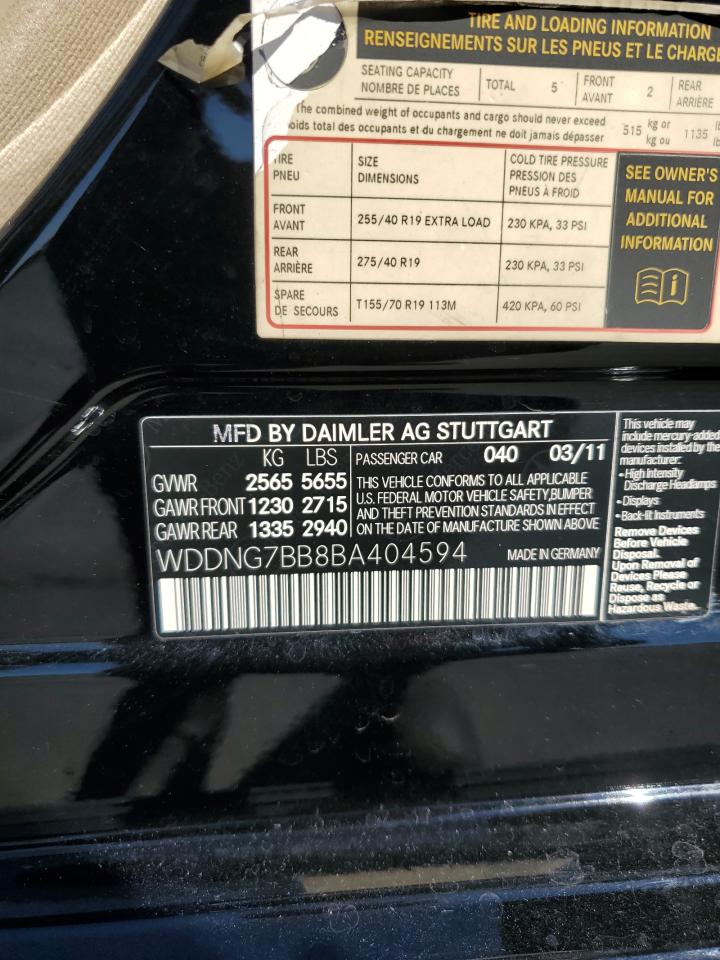 TIRE AND LOADING INFORMATION
RENSEIGNEMENTS SUR LES PNEUS ET LE CHARGE
SEATING CAPACITY
NOMBRE DE PLACES
TOTAL 5
FRONT
AVANT
2
REAR
ARRIÈRE
The combined weight of occupants and cargo should never exceed
oids total des occupants et du chargement ne doit jamais dépasser
515 kg or
kg ou
1135 lb
lb
TIRE
PNEU
SIZE
DIMENSIONS
COLD TIRE PRESSURE
PRESSION DES
PNEUS À FROID
FRONT
AVANT
255/40 R19 EXTRA LOAD
230 KPA, 33 PSI
REAR
ARRIÈRE
275/40 R19
230 KPA, 33 PSI
SPARE
DE SECOURS
T155/70 R19 113M
420 KPA, 60 PSI
SEE OWNER'S
MANUAL FOR
ADDITIONAL
INFORMATION
MFD BY DAIMLER AG STUTTGART
KG LBS
GVWR 2565 5655
GAWR FRONT 1230 2715
GAWR REAR 1335 2940
PASSENGER CAR 040 03/11
THIS VEHICLE CONFORMS TO ALL APPLICABLE
U.S. FEDERAL MOTOR VEHICLE SAFETY,BUMPER
AND THEFT PREVENTION STANDARDS IN EFFECT
ON THE DATE OF MANUFACTURE SHOWN ABOVE
WDDNG7BB8BA404594 MADE IN GERMANY
This vehicle may
include mercury-added
devices installed by the
manufacturer:
- High Intensity
Discharge Headlamps
- Displays
- Back-lit Instruments
Remove Devices
Before Vehicle
Disposal.
Upon Removal of
Devices Please
Reuse, Recycle or
Dispose as
Hazardous Waste.